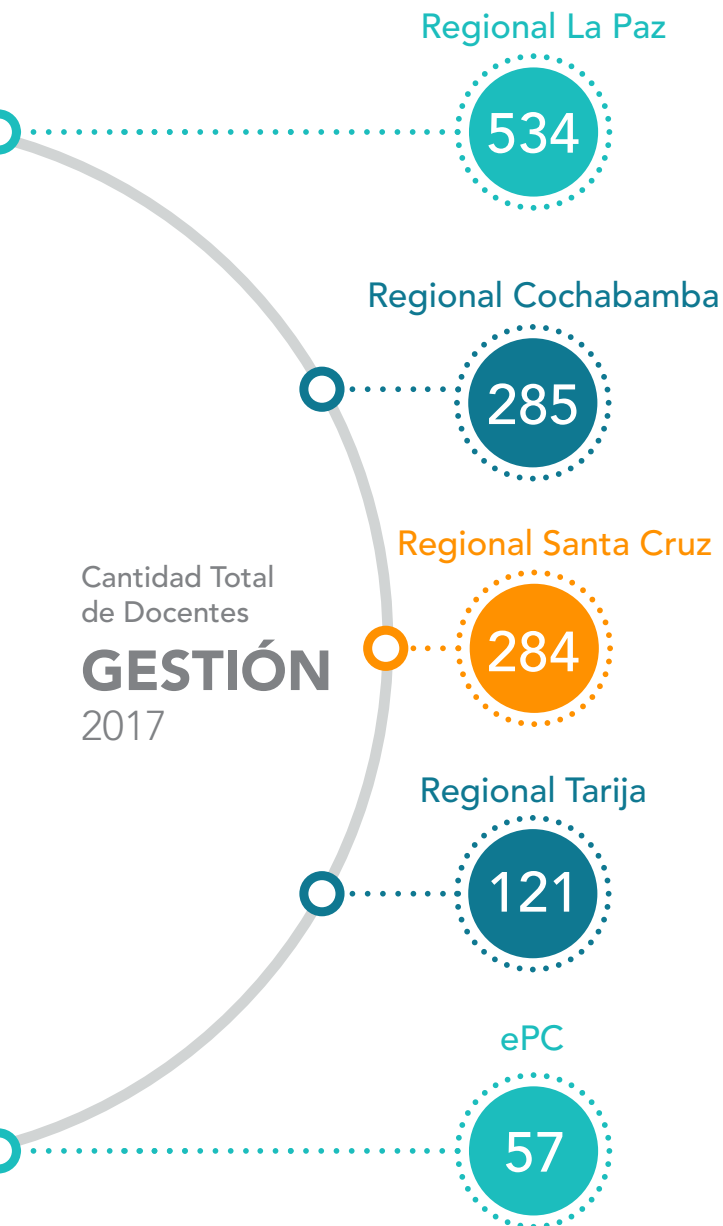 Regional La Paz
534
Regional Cochabamba
285
Regional Santa Cruz
284
Cantidad Total
de Docentes
GESTIÓN
2017
Regional Tarija
121
ePC
57